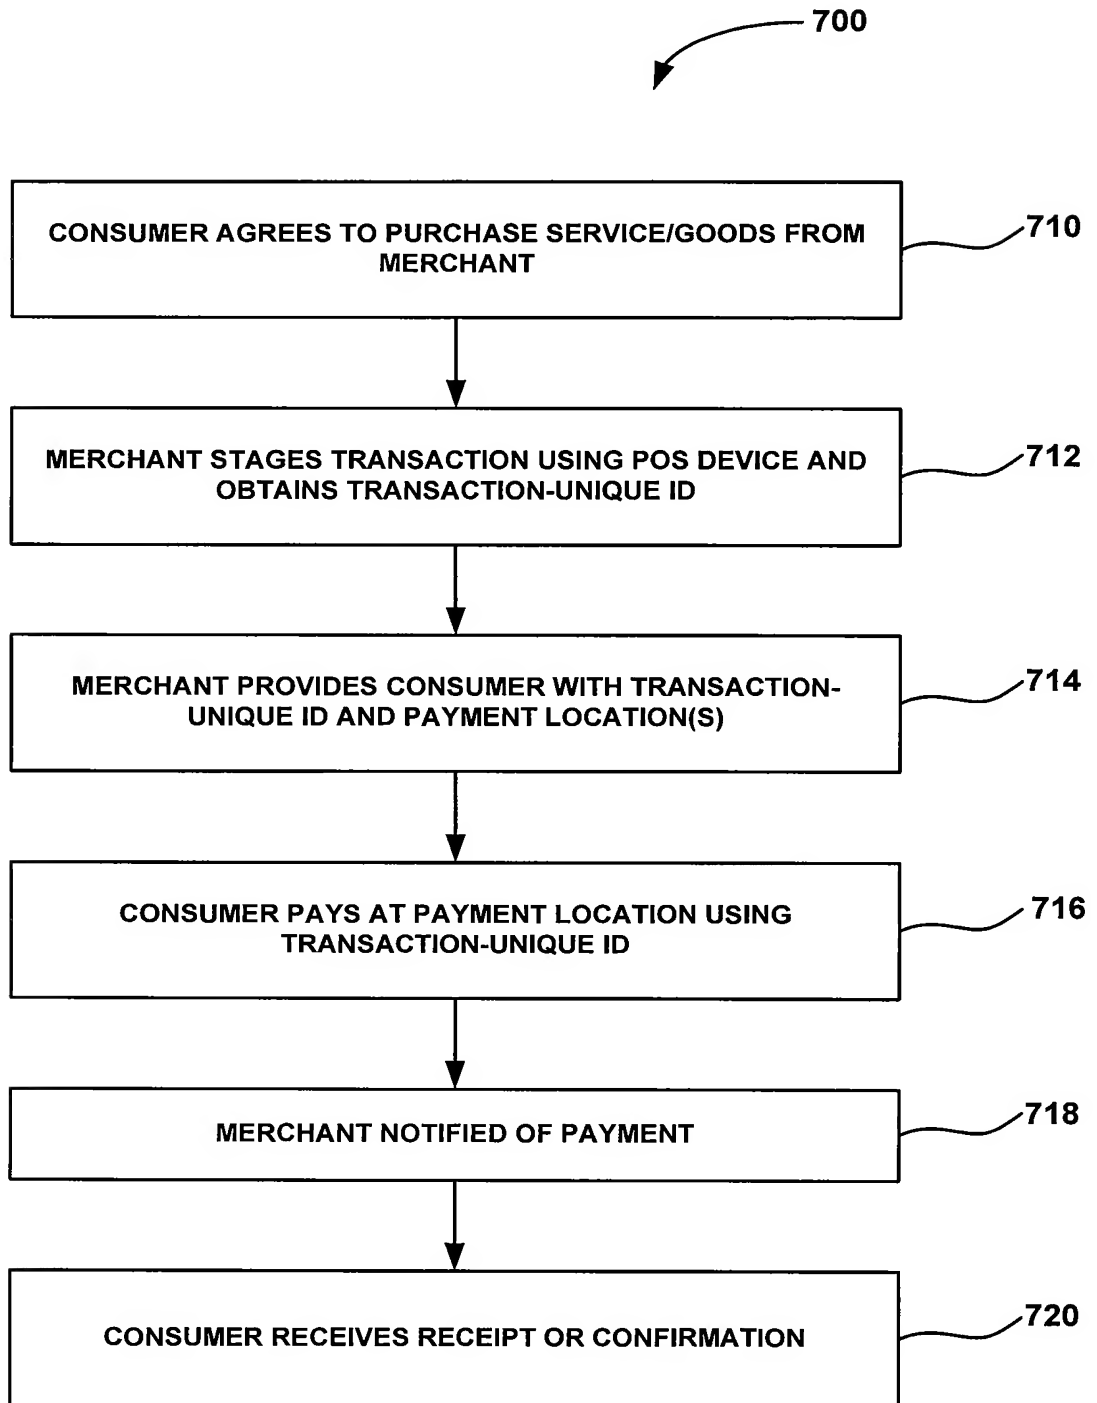 700
CONSUMER AGREES TO PURCHASE SERVICE/GOODS FROM
MERCHANT
710
MERCHANT STAGES TRANSACTION USING POS DEVICE AND
OBTAINS TRANSACTION-UNIQUE ID
712
MERCHANT PROVIDES CONSUMER WITH TRANSACTION-
UNIQUE ID AND PAYMENT LOCATION(S)
714
CONSUMER PAYS AT PAYMENT LOCATION USING
TRANSACTION-UNIQUE ID
716
MERCHANT NOTIFIED OF PAYMENT
718
CONSUMER RECEIVES RECEIPT OR CONFIRMATION
720